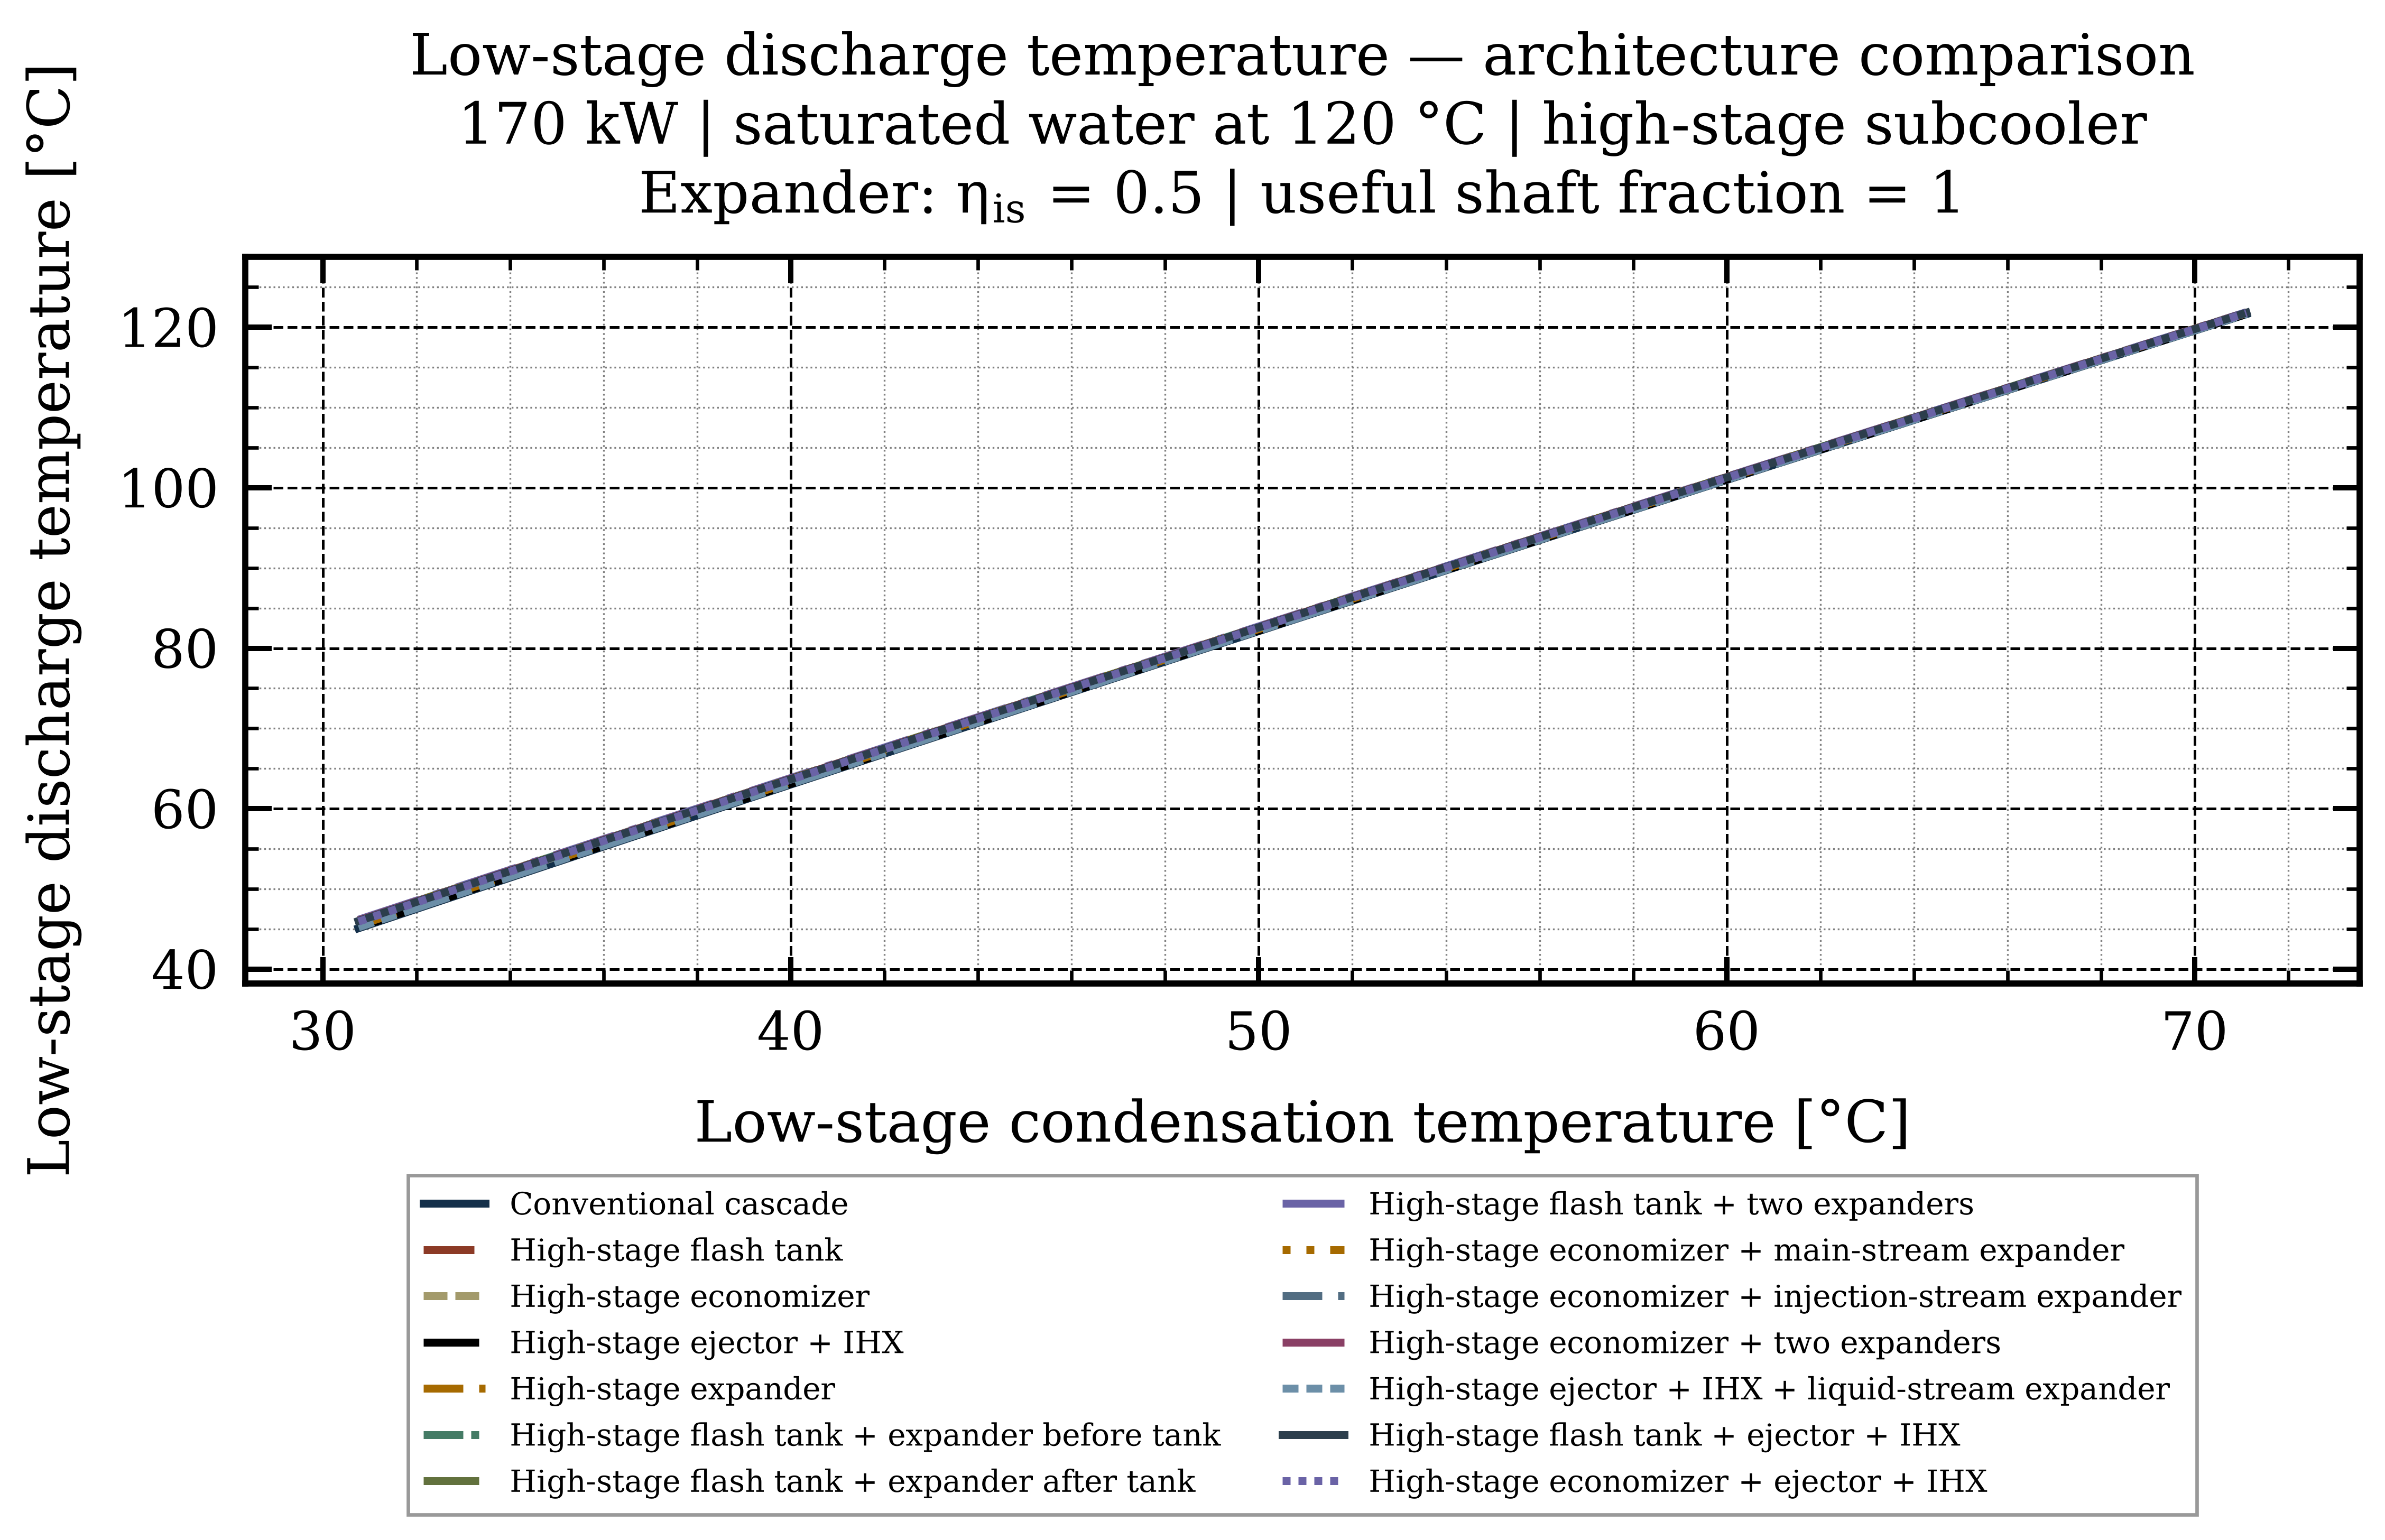 Low-stage discharge temperature — architecture comparison
170 kW | saturated water at 120 °C | high-stage subcooler
Expander: ηis = 0.5 | useful shaft fraction = 1
Low-stage discharge temperature [°C]
120
100
80
60
40
30 40 50 60 70
Low-stage condensation temperature [°C]
Conventional cascade
High-stage flash tank
High-stage economizer
High-stage ejector + IHX
High-stage expander
High-stage flash tank + expander before tank
High-stage flash tank + expander after tank
High-stage flash tank + two expanders
High-stage economizer + main-stream expander
High-stage economizer + injection-stream expander
High-stage economizer + two expanders
High-stage ejector + IHX + liquid-stream expander
High-stage flash tank + ejector + IHX
High-stage economizer + ejector + IHX